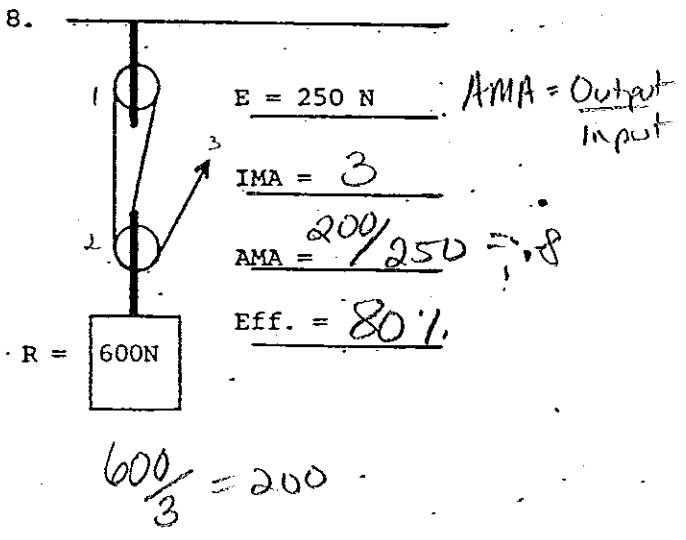 8.
1
E = 250 N
AMA = Output
Input
3
IMA = 3
2
AMA = 200/250 = .8
Eff. = 80%
R = 600N
600/3 = 200